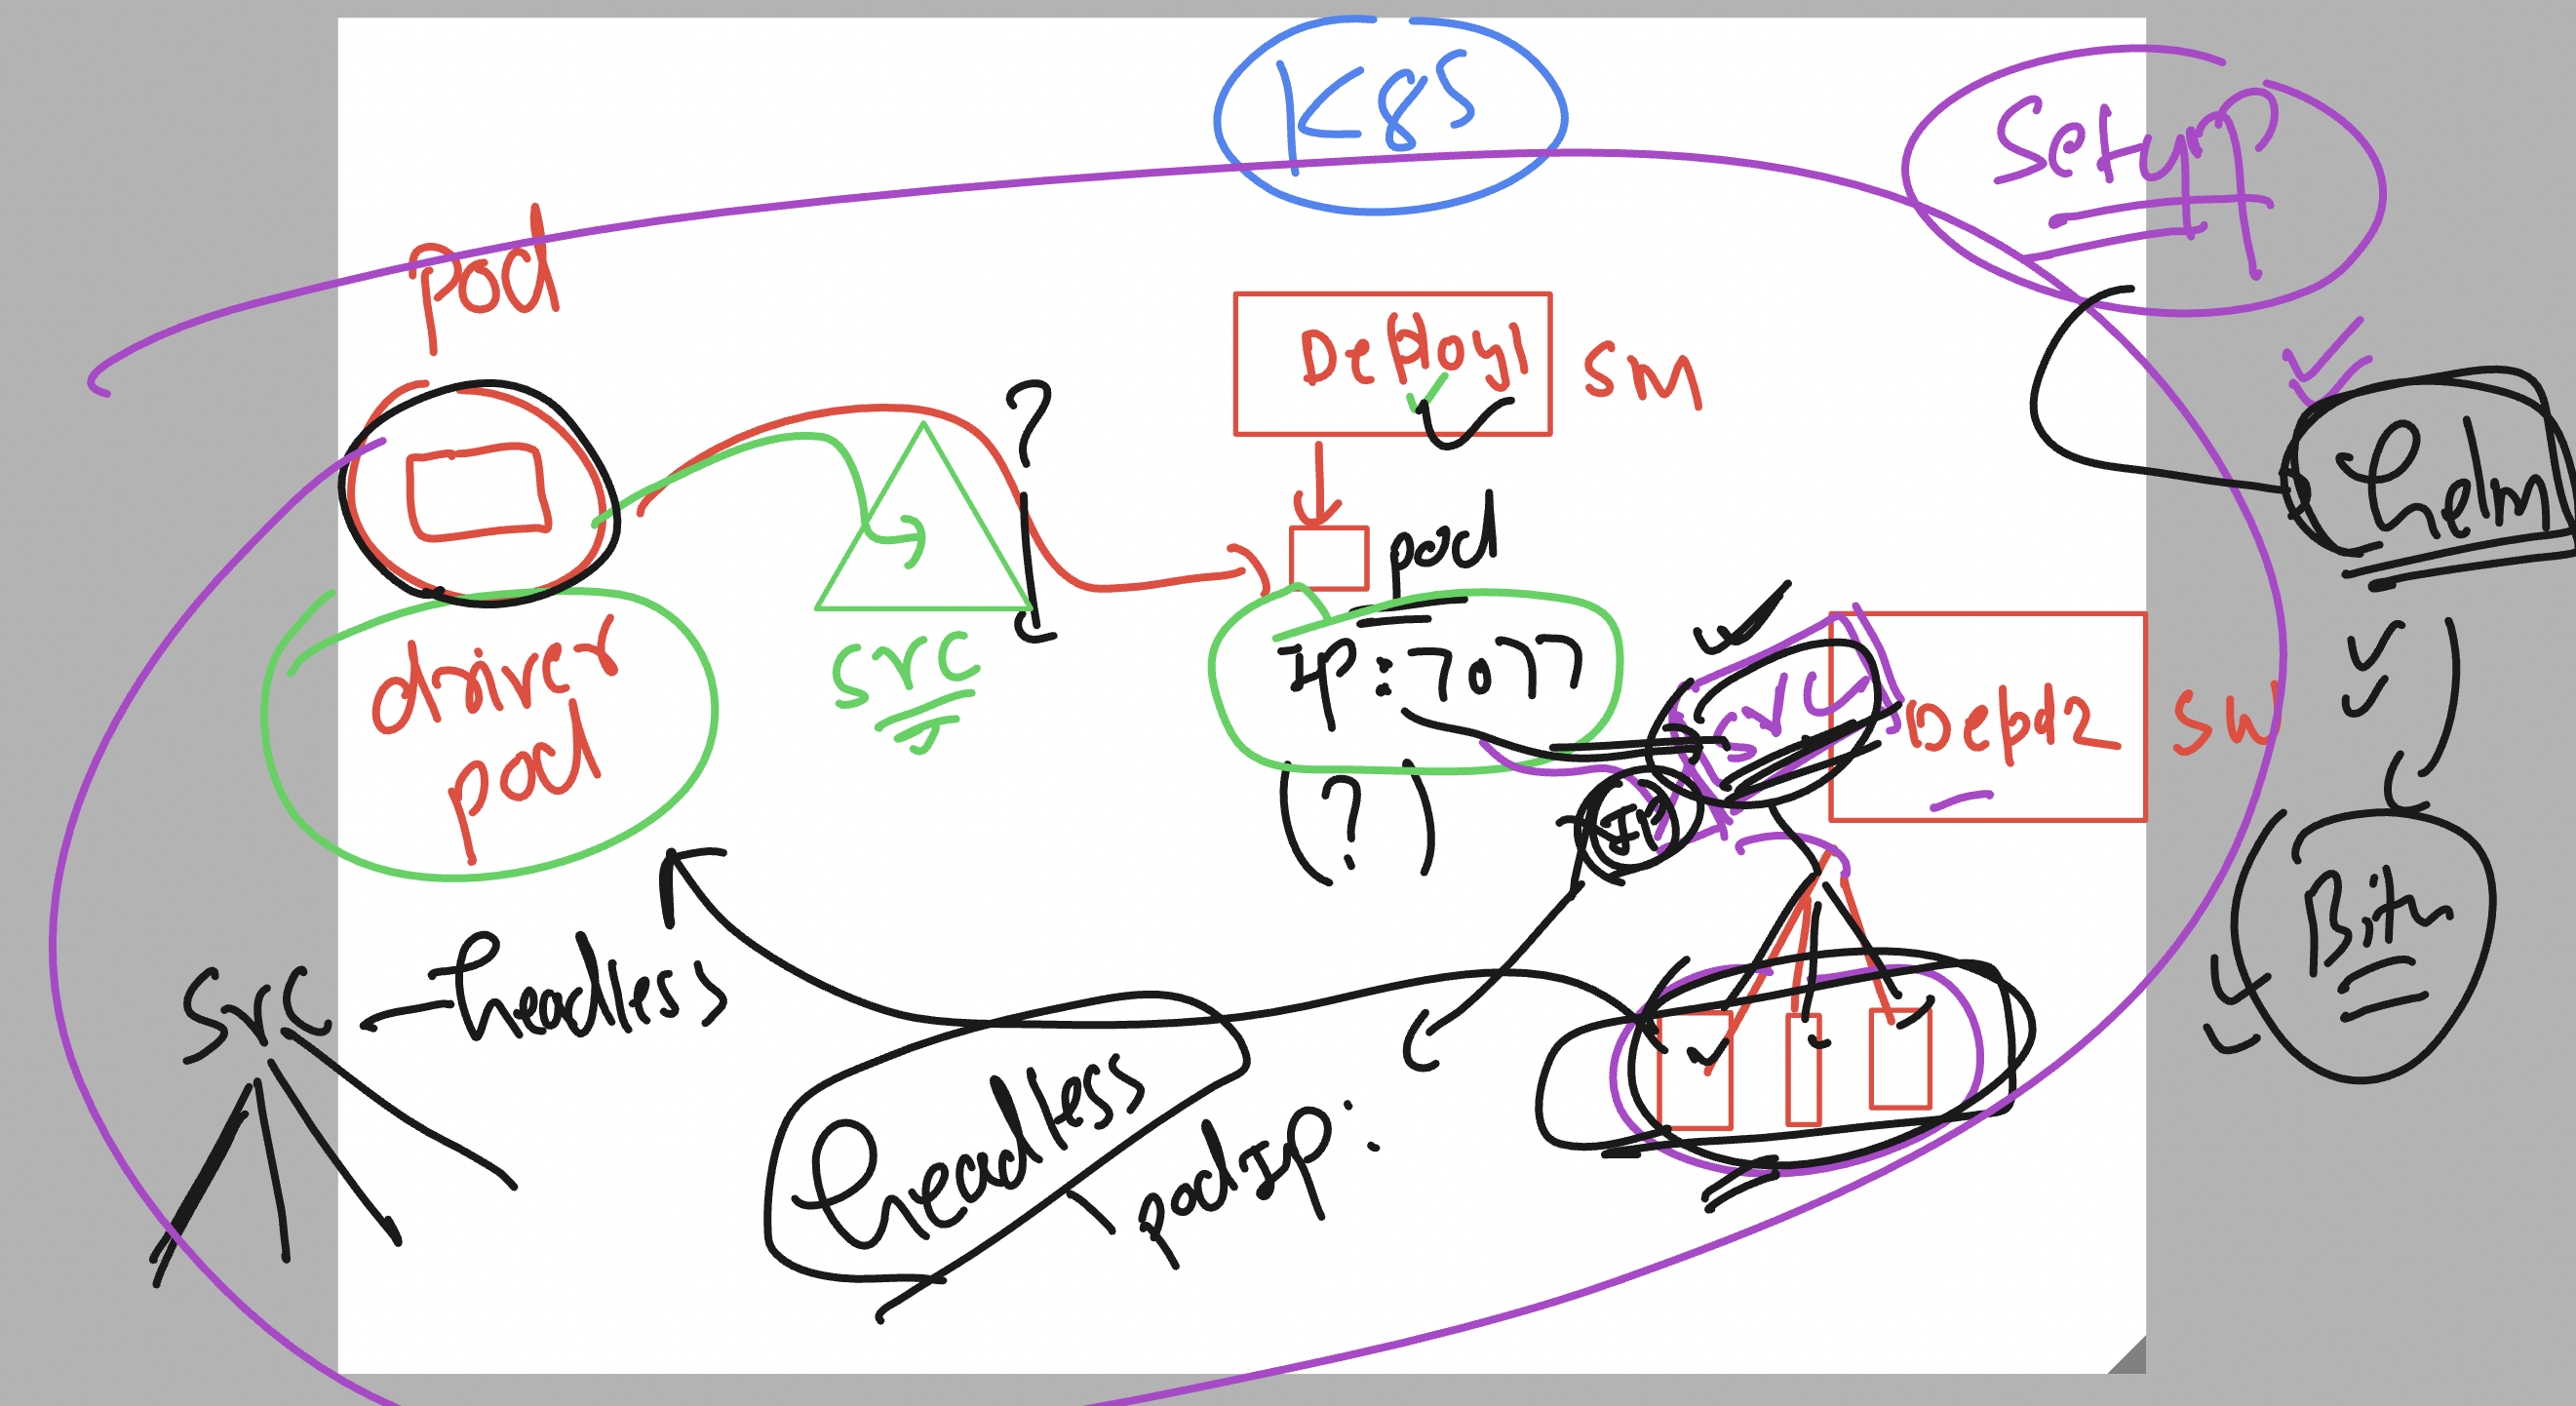 K8S
Setup
pod
Deploy1
SM
?
helm
pod
driver
pod
svc
IP:7077
svc
Depd2
SW
(?)
IP
Bitn
svc
headless
headless
podIP: